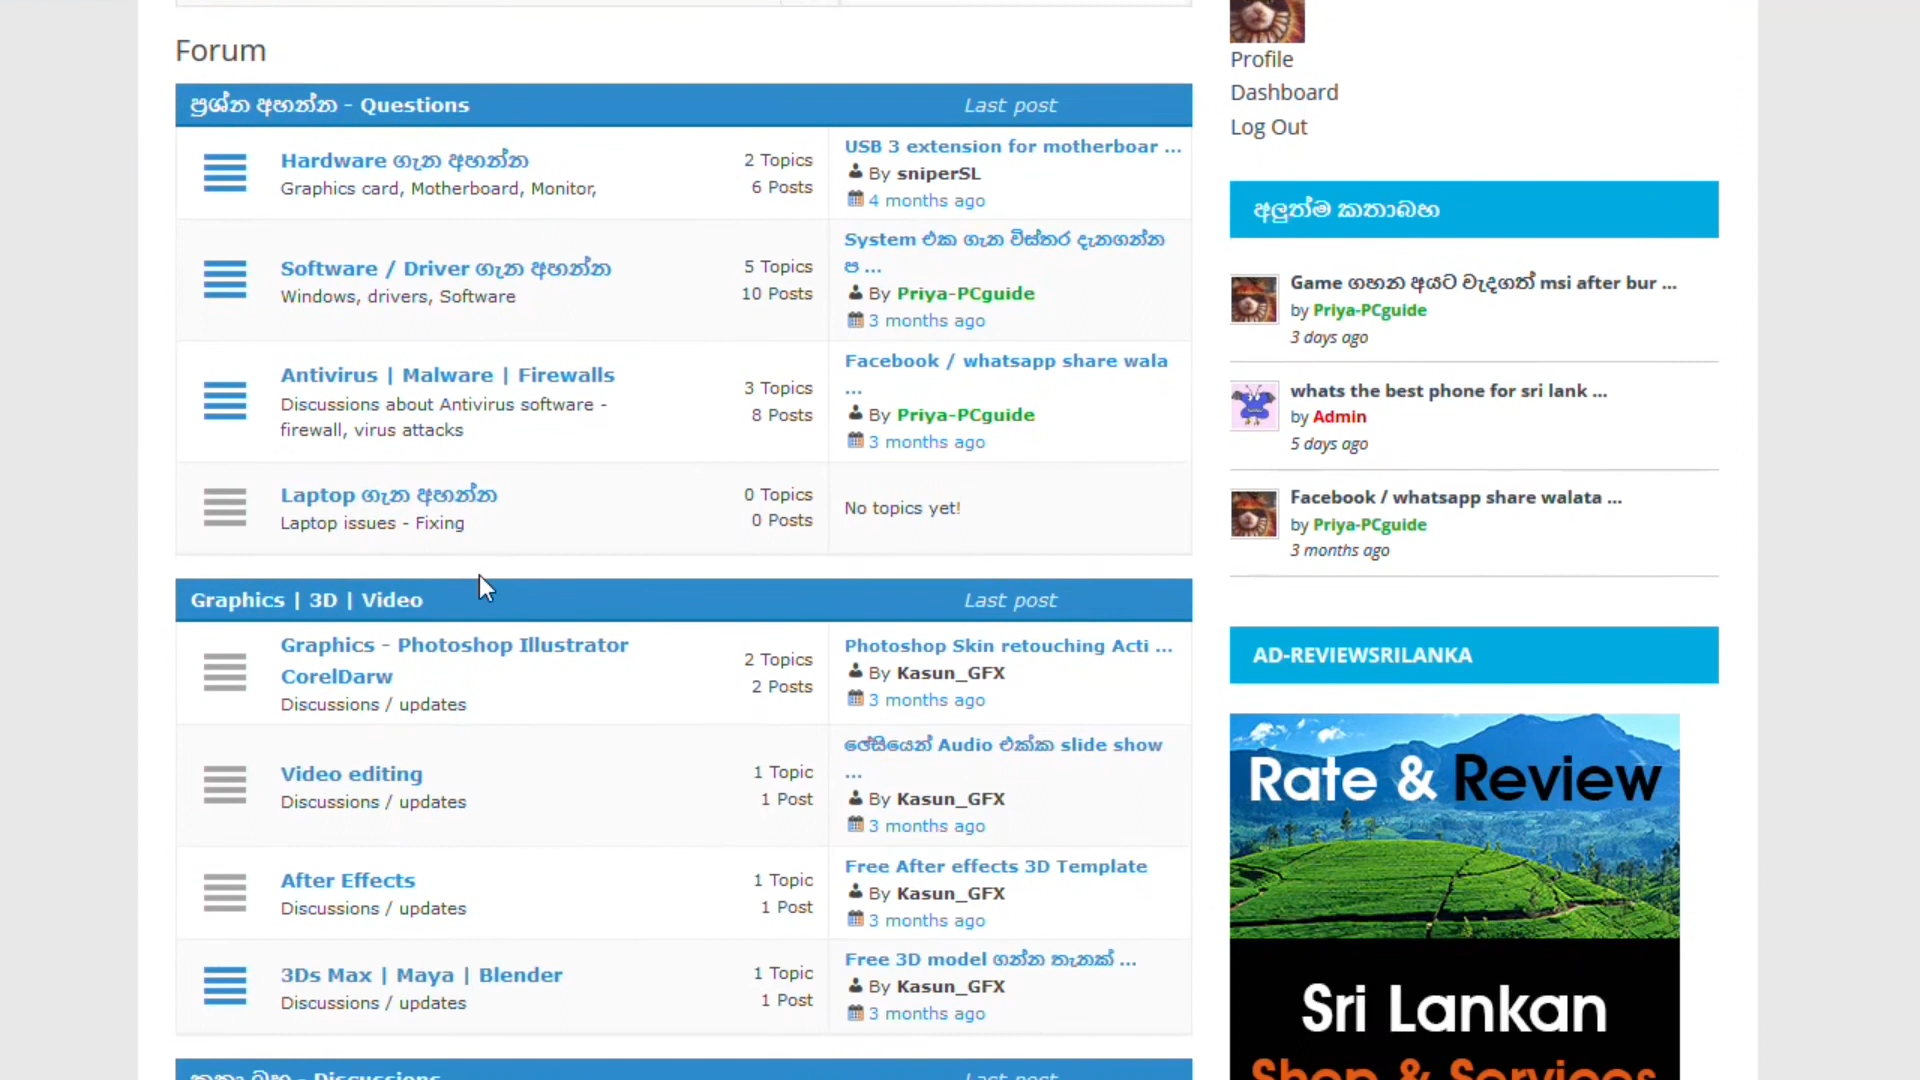 Forum
ප්‍රශ්න අහන්න - Questions
Last post
Hardware ගැන අහන්න
Graphics card, Motherboard, Monitor,
2 Topics
6 Posts
USB 3 extension for motherboar ...
By sniperSL
4 months ago
Software / Driver ගැන අහන්න
Windows, drivers, Software
5 Topics
10 Posts
System එක ගැන විස්තර දැනගන්න
ප ...
By Priya-PCguide
3 months ago
Antivirus | Malware | Firewalls
Discussions about Antivirus software -
firewall, virus attacks
3 Topics
8 Posts
Facebook / whatsapp share wala
...
By Priya-PCguide
3 months ago
Laptop ගැන අහන්න
Laptop issues - Fixing
0 Topics
0 Posts
No topics yet!
Graphics | 3D | Video
Last post
Graphics - Photoshop Illustrator
CorelDarw
Discussions / updates
2 Topics
2 Posts
Photoshop Skin retouching Acti ...
By Kasun_GFX
3 months ago
Video editing
Discussions / updates
1 Topic
1 Post
ලේසියෙන් Audio එක්ක slide show
...
By Kasun_GFX
3 months ago
After Effects
Discussions / updates
1 Topic
1 Post
Free After effects 3D Template
By Kasun_GFX
3 months ago
3Ds Max | Maya | Blender
Discussions / updates
1 Topic
1 Post
Free 3D model ගන්න තැනක් ...
By Kasun_GFX
3 months ago
කතා බහ - Discussions
Last post
Profile
Dashboard
Log Out
අලුත්ම කතාබහ
Game ගහන අයට වැදගත් msi after bur ...
by Priya-PCguide
3 days ago
whats the best phone for sri lank ...
by Admin
5 days ago
Facebook / whatsapp share walata ...
by Priya-PCguide
3 months ago
AD-REVIEWSRILANKA
Rate & Review
Sri Lankan
Shop & Services